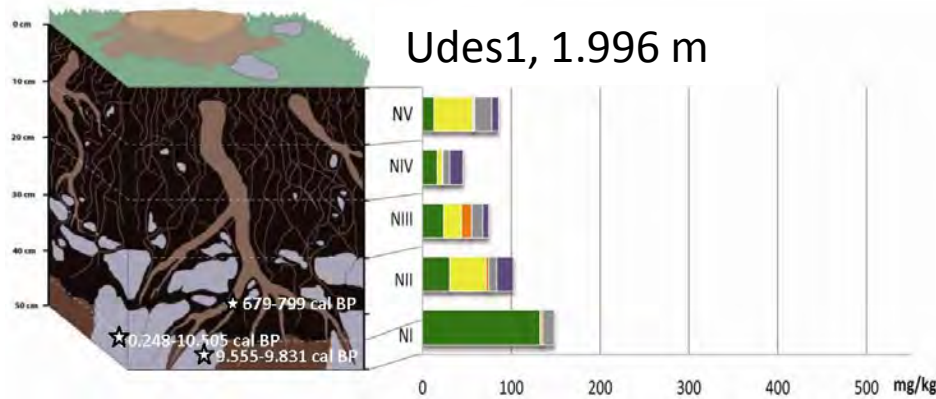 Udes1, 1.996 m
0 cm
10 cm
20 cm
30 cm
40 cm
50 cm
NV
NIV
NIII
NII
NI
679-799 cal BP
0.248-10.505 cal BP
9.555-9.831 cal BP
0 100 200 300 400 500 mg/kg